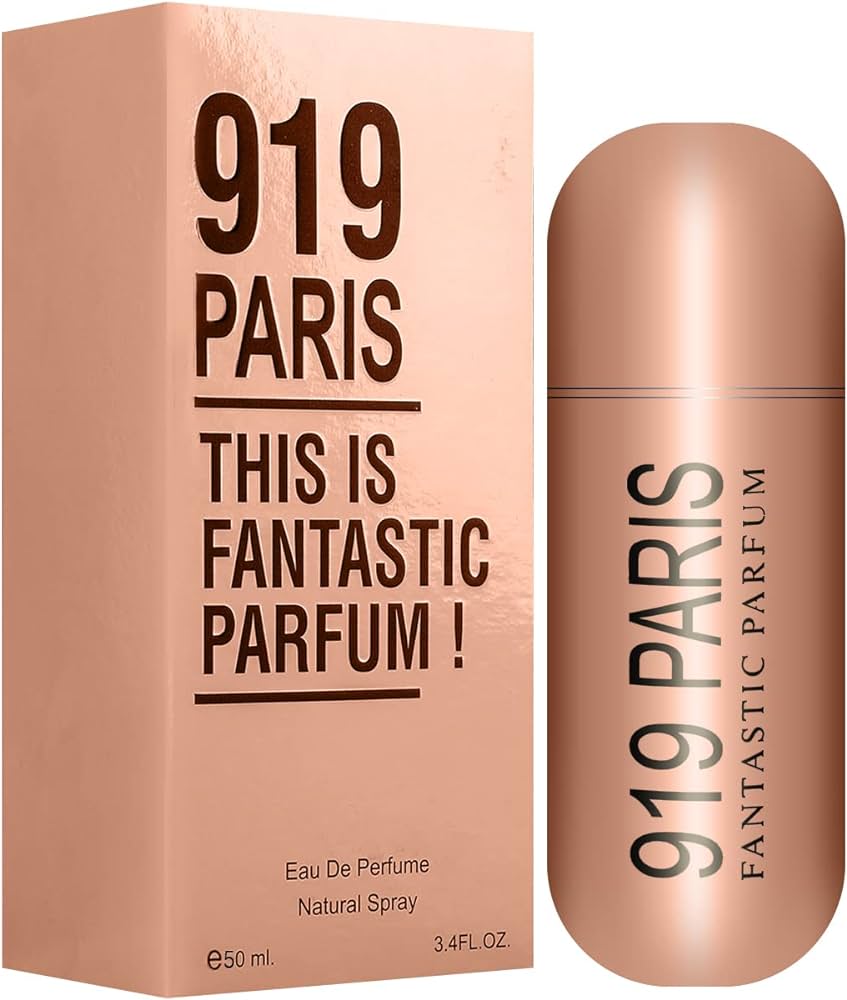 919
PARIS
THIS IS
FANTASTIC
PARFUM !
Eau De Perfume
Natural Spray
℮50 ml.
3.4FL.OZ.
919 PARIS
FANTASTIC PARFUM